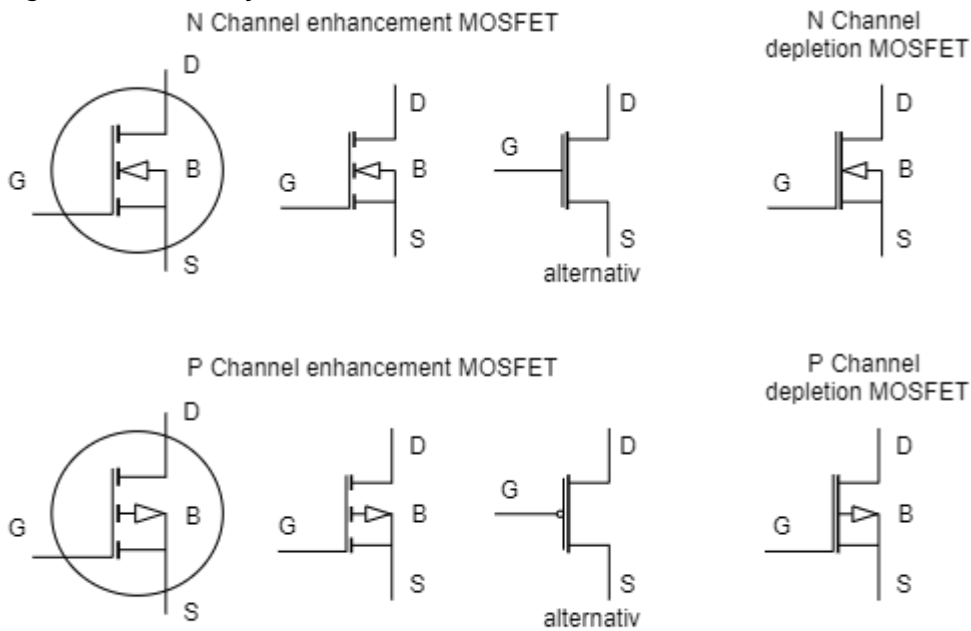 N Channel enhancement MOSFET
N Channel
depletion MOSFET
D
G
B
S
D
G
B
S
D
G
S
alternativ
D
G
B
S
P Channel enhancement MOSFET
P Channel
depletion MOSFET
D
G
B
S
D
G
B
S
D
G
S
alternativ
D
G
B
S